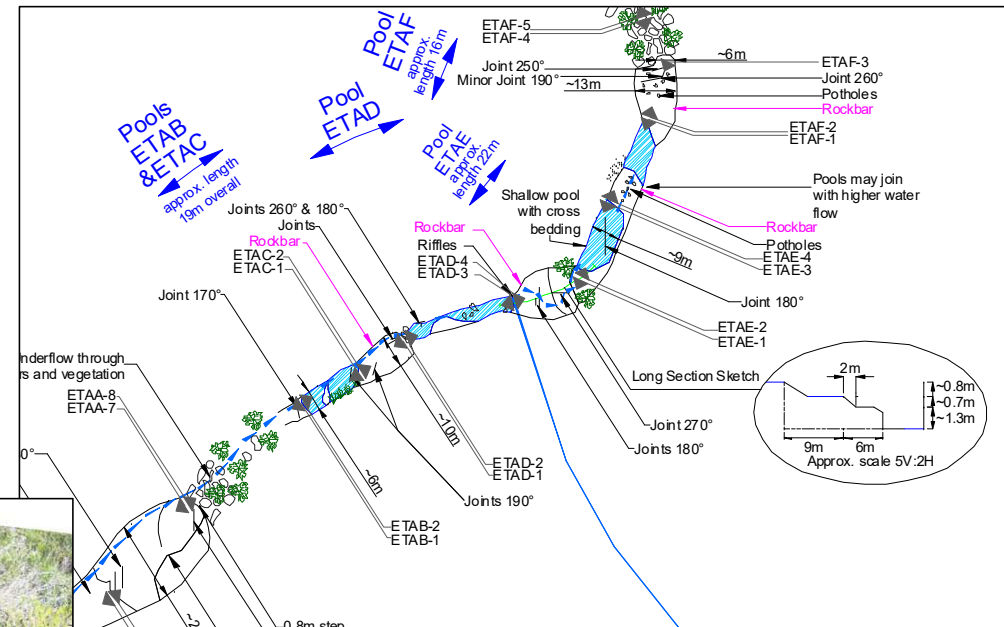 ETAF-5
ETAF-4
~6m
Joint 250°
Minor Joint 190°
~13m
ETAF-3
Joint 260°
Potholes
Rockbar
ETAF-2
ETAF-1
Pool
ETAF
approx.
length 16m
Pool
ETAD
Pools
ETAB
&ETAC
approx. length
19m overall
Pool
ETAE
approx.
length 22m
Pools may join
with higher water
flow
Rockbar
Potholes
ETAE-4
ETAE-3
Shallow pool
with cross
bedding
~9m
Joint 180°
ETAE-2
ETAE-1
Joints 260° & 180°
Joints
Rockbar
ETAC-2
ETAC-1
Rockbar
Riffles
ETAD-4
ETAD-3
Joint 170°
nderflow through
rs and vegetation
ETAA-8
ETAA-7
0°
~10m
~6m
ETAD-2
ETAD-1
Joints 190°
ETAB-2
ETAB-1
Long Section Sketch
Joint 270°
Joints 180°
2m
~0.8m
~0.7m
~1.3m
9m
6m
Approx. scale 5V:2H
~2
0.8m step